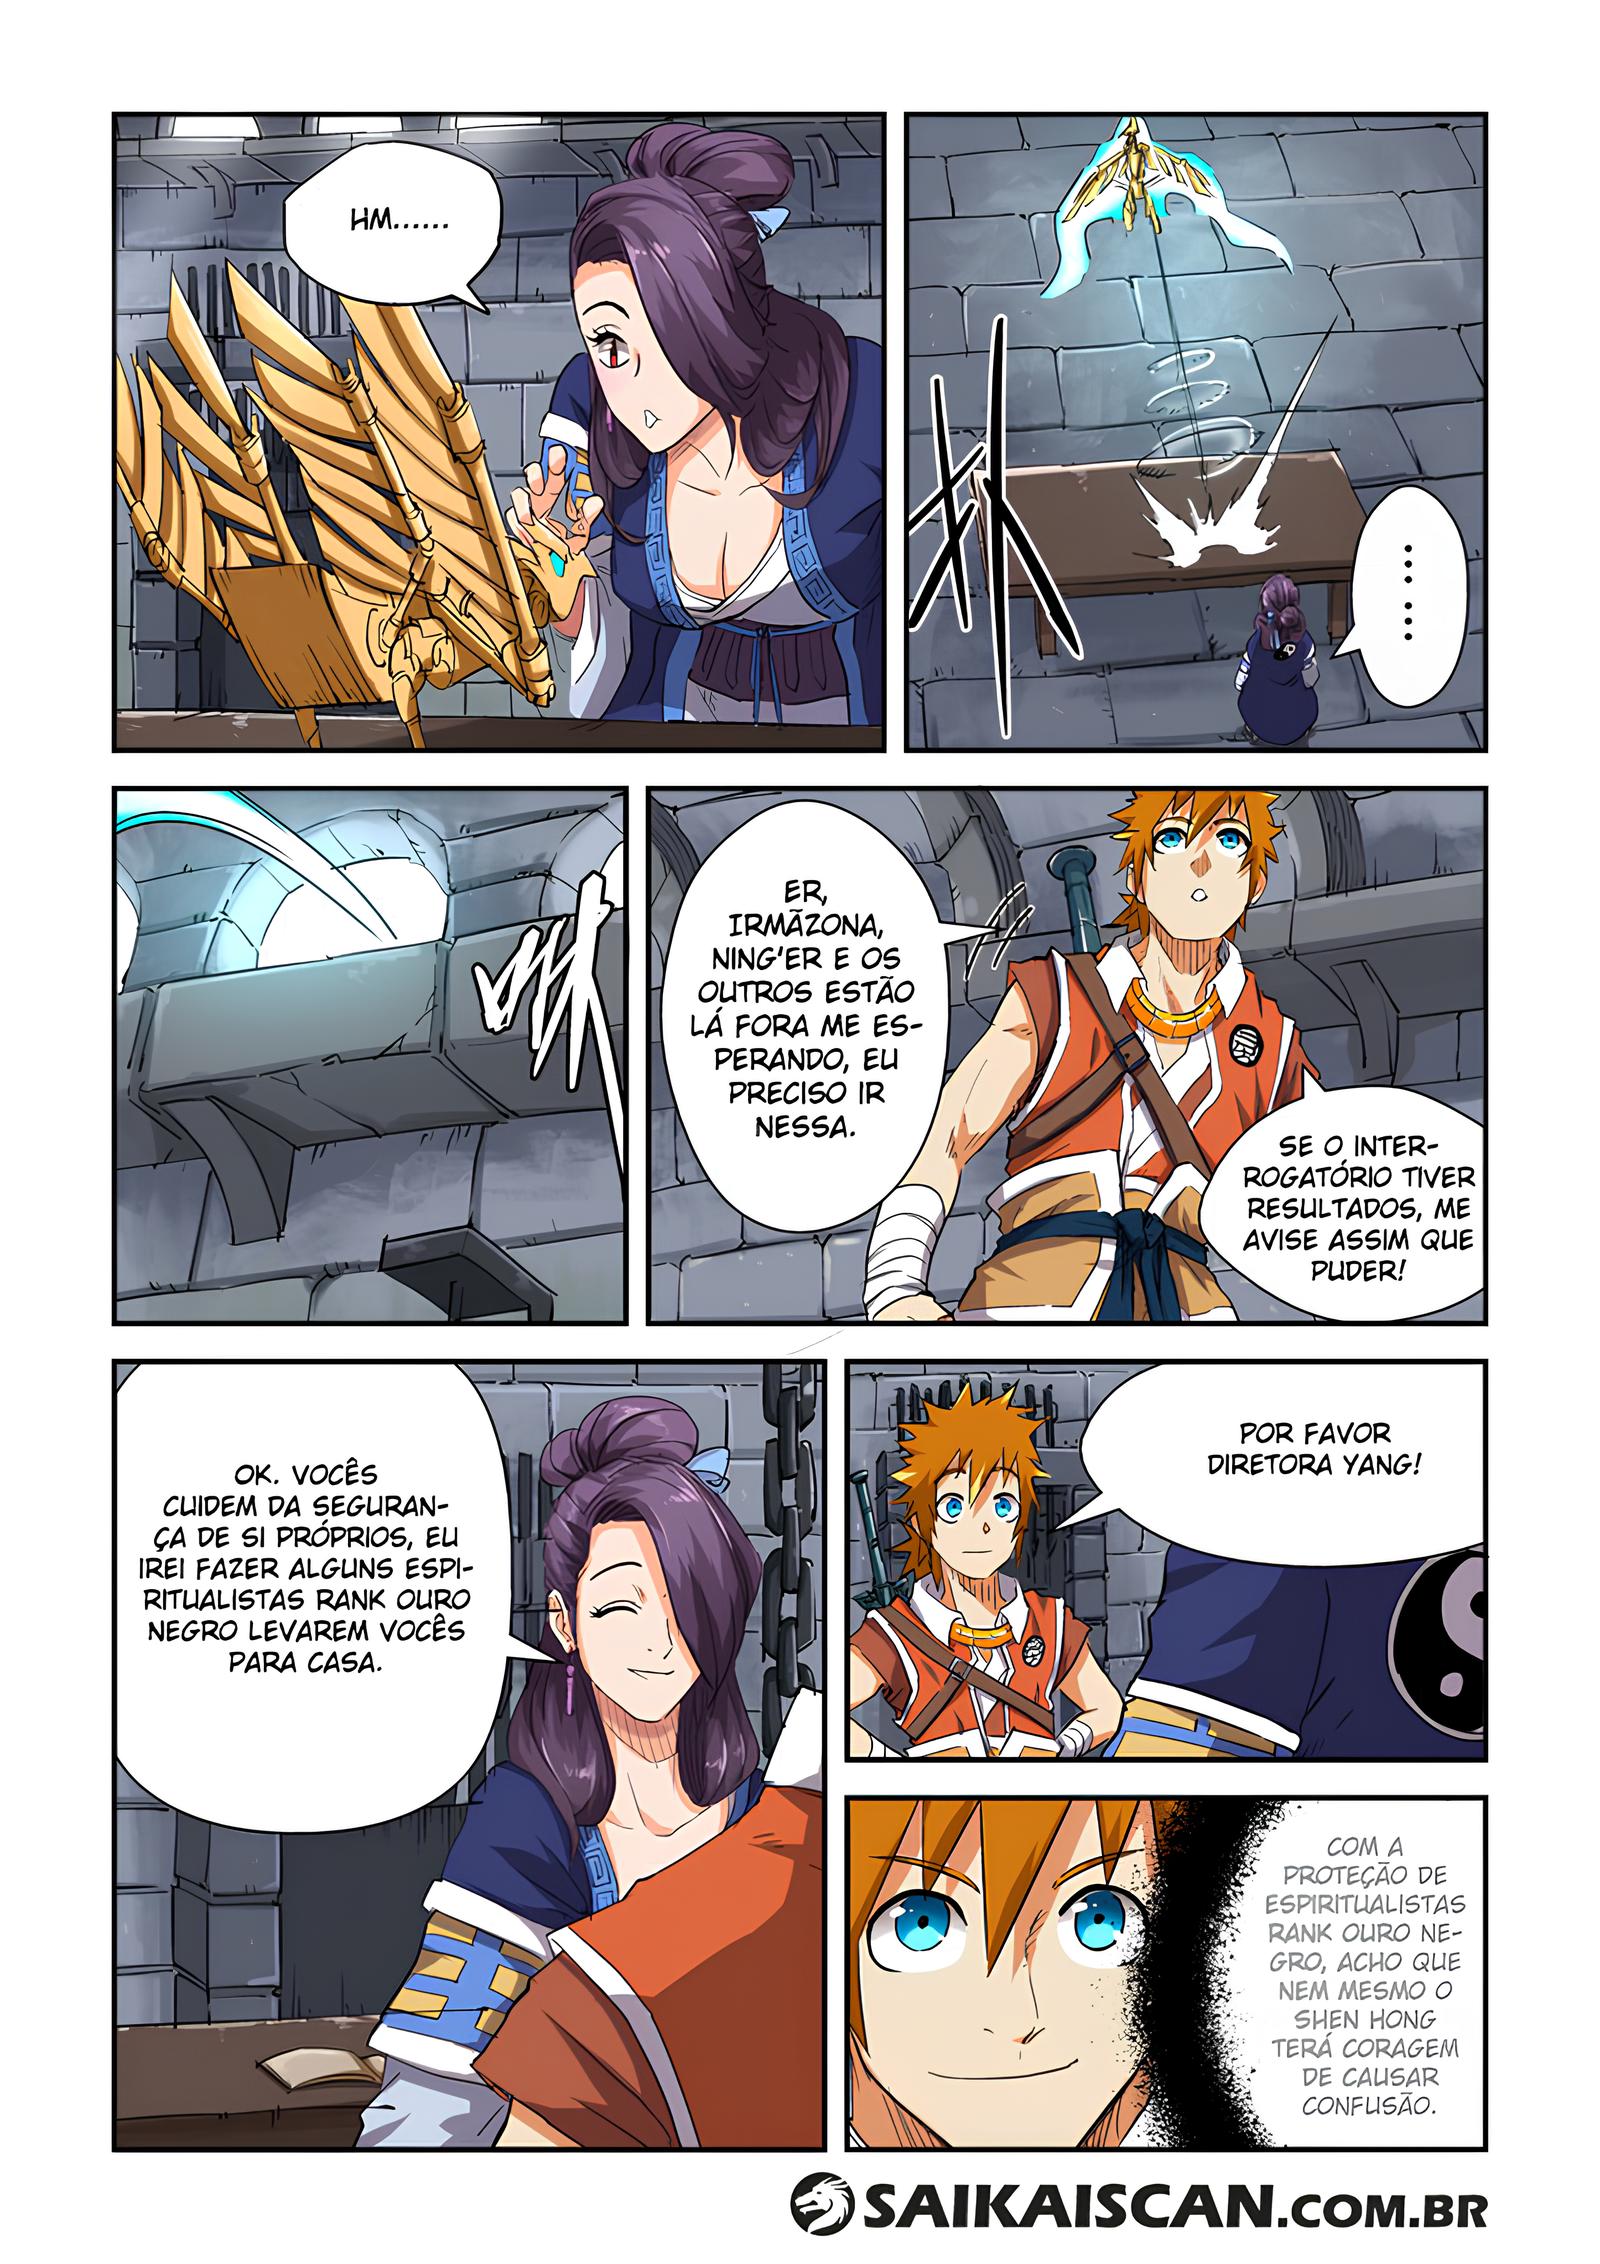 HM......
....
ER,
IRMÃZONA,
NING'ER E OS
OUTROS ESTÃO
LÁ FORA ME ES-
PERANDO, EU
PRECISO IR
NESSA.
SE O INTER-
ROGATÓRIO TIVER
RESULTADOS, ME
AVISE ASSIM QUE
PUDER!
OK. VOCÊS
CUIDEM DA SEGURAN-
ÇA DE SI PRÓPRIOS, EU
IREI FAZER ALGUNS ESPI-
RITUALISTAS RANK OURO
NEGRO LEVAREM VOCÊS
PARA CASA.
POR FAVOR
DIRETORA YANG!
COM A
PROTEÇÃO DE
ESPIRITUALISTAS
RANK OURO NE-
GRO, ACHO QUE
NEM MESMO O
SHEN HONG
TERÁ CORAGEM
DE CAUSAR
CONFUSÃO.
SAIKAISCAN.COM.BR